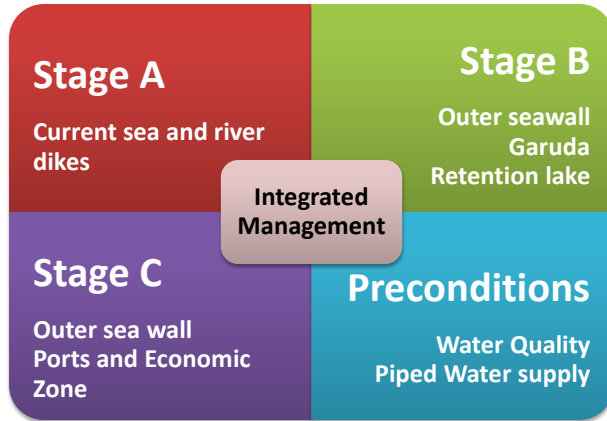 Stage A
Current sea and river
dikes
Stage B
Outer seawall
Garuda
Retention lake
Integrated
Management
Stage C
Outer sea wall
Ports and Economic
Zone
Preconditions
Water Quality
Piped Water supply